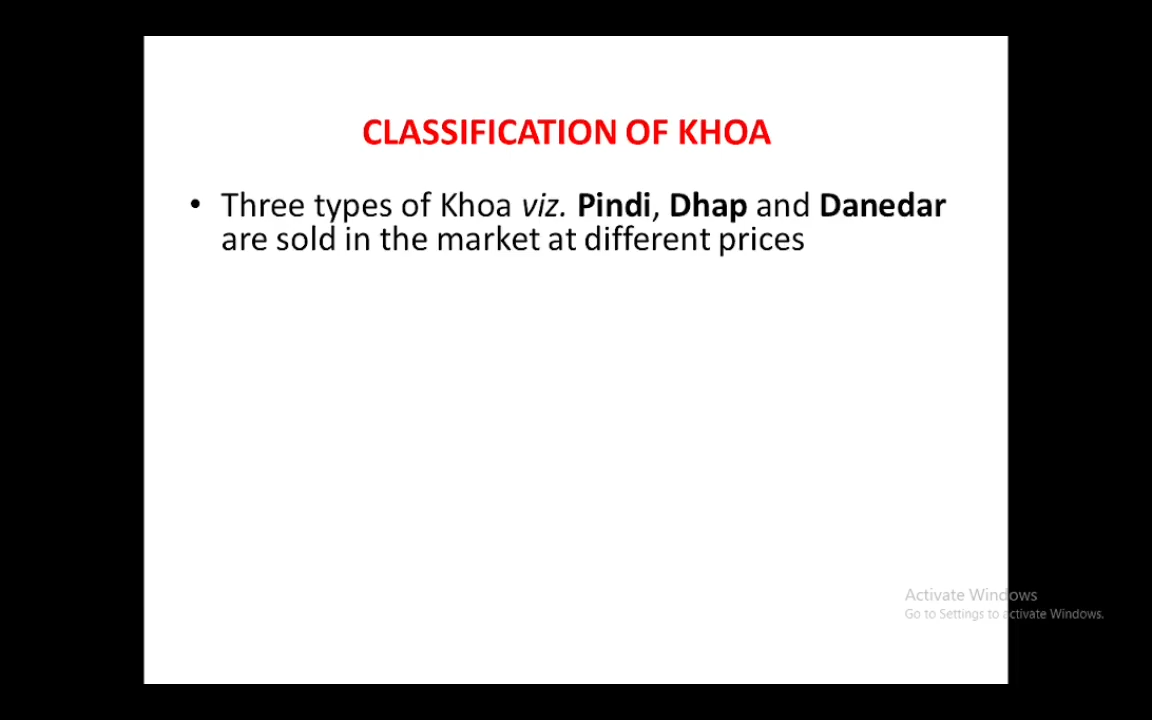 CLASSIFICATION OF KHOA
• Three types of Khoa viz. Pindi, Dhap and Danedar
are sold in the market at different prices
Activate Windows
Go to Settings to activate Windows.